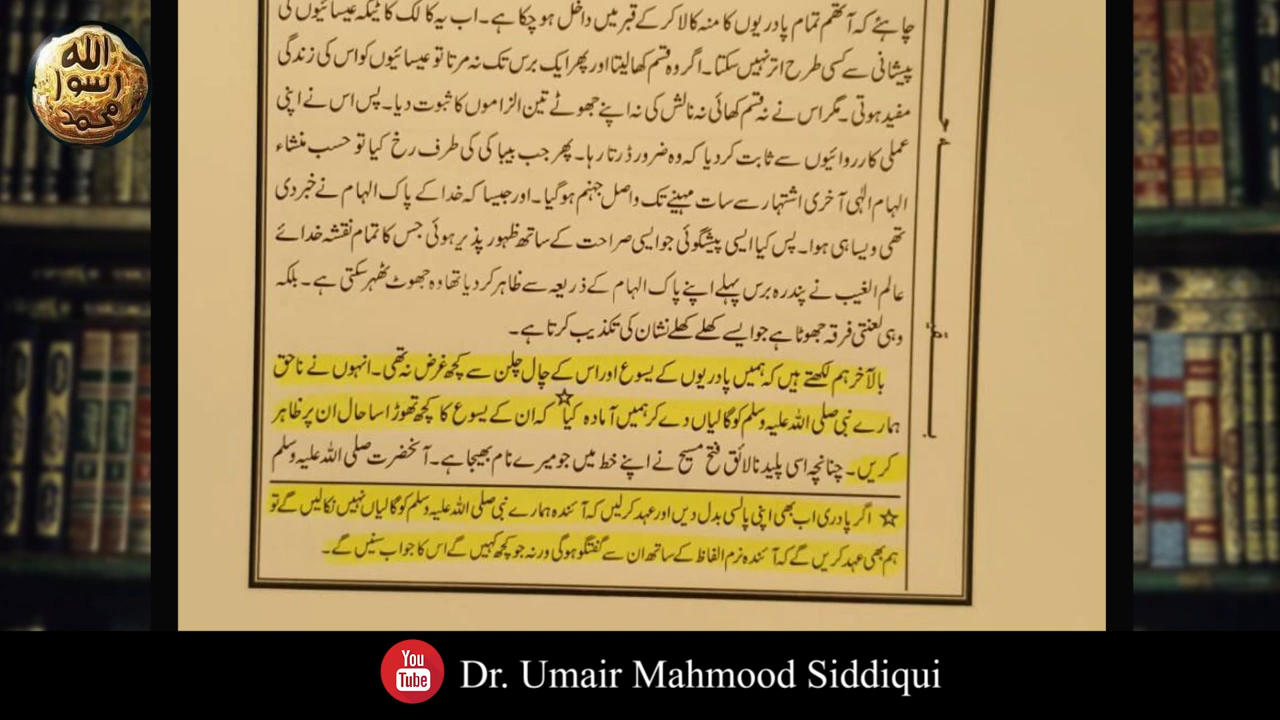 الله
رسول
محمد
چاہئے کہ آتھم تمام پادریوں کا منہ کالا کر کے قبر میں داخل ہو چکا ہے۔ اب یہ کالک کا ٹیکہ عیسائیوں کی
پیشانی سے کسی طرح اتر نہیں سکتا۔ اگر وہ قسم کھا لیتا اور پھر ایک برس تک نہ مرتا تو عیسائیوں کو اس کی زندگی
مفید ہوتی۔ مگر اس نے نہ قسم کھائی نہ نالش کی نہ اپنے جھوٹے تین الزاموں کا ثبوت دیا۔ پس اس نے اپنی
عملی کارروائیوں سے ثابت کر دیا کہ وہ ضرور ڈرتا رہا۔ پھر جب بیباکی کی طرف رخ کیا تو حسب منشاء
الہام الٰہی آخری اشتہار سے سات مہینے تک واصل جہنم ہو گیا۔ اور جیسا کہ خدا کے پاک الہام نے خبر دی
تھی ویسا ہی ہوا۔ پس کیا ایسی پیشگوئی جو ایسی صراحت کے ساتھ ظہور پذیر ہوئی جس کا تمام نقشہ خدائے
عالم الغیب نے پندرہ برس پہلے اپنے پاک الہام کے ذریعہ سے ظاہر کر دیا تھا وہ جھوٹ ٹھہر سکتی ہے۔ بلکہ
وہی لعنتی فرقہ جھوٹا ہے جو ایسے کھلے کھلے نشان کی تکذیب کرتا ہے۔
بالآخر ہم لکھتے ہیں کہ ہمیں پادریوں کے یسوع اور اس کے چال چلن سے کچھ غرض نہ تھی۔ انہوں نے ناحق
ہمارے نبی صلی اللہ علیہ وسلم کو گالیاں دے کر ہمیں آمادہ کیا☆ کہ ان کے یسوع کا کچھ تھوڑا سا حال ان پر ظاہر
کریں۔ چنانچہ اسی پلید نالائق فتح مسیح نے اپنے خط میں جو میرے نام بھیجا ہے۔ آنحضرت صلی اللہ علیہ وسلم
☆ اگر پادری اب بھی اپنی پالسی بدل دیں اور عہد کر لیں کہ آئندہ ہمارے نبی صلی اللہ علیہ وسلم کو گالیاں نہیں نکالیں گے تو
ہم بھی عہد کریں گے کہ آئندہ نرم الفاظ کے ساتھ ان سے گفتگو ہوگی ورنہ جو کچھ کہیں گے اس کا جواب سنیں گے۔
You
Tube
Dr. Umair Mahmood Siddiqui